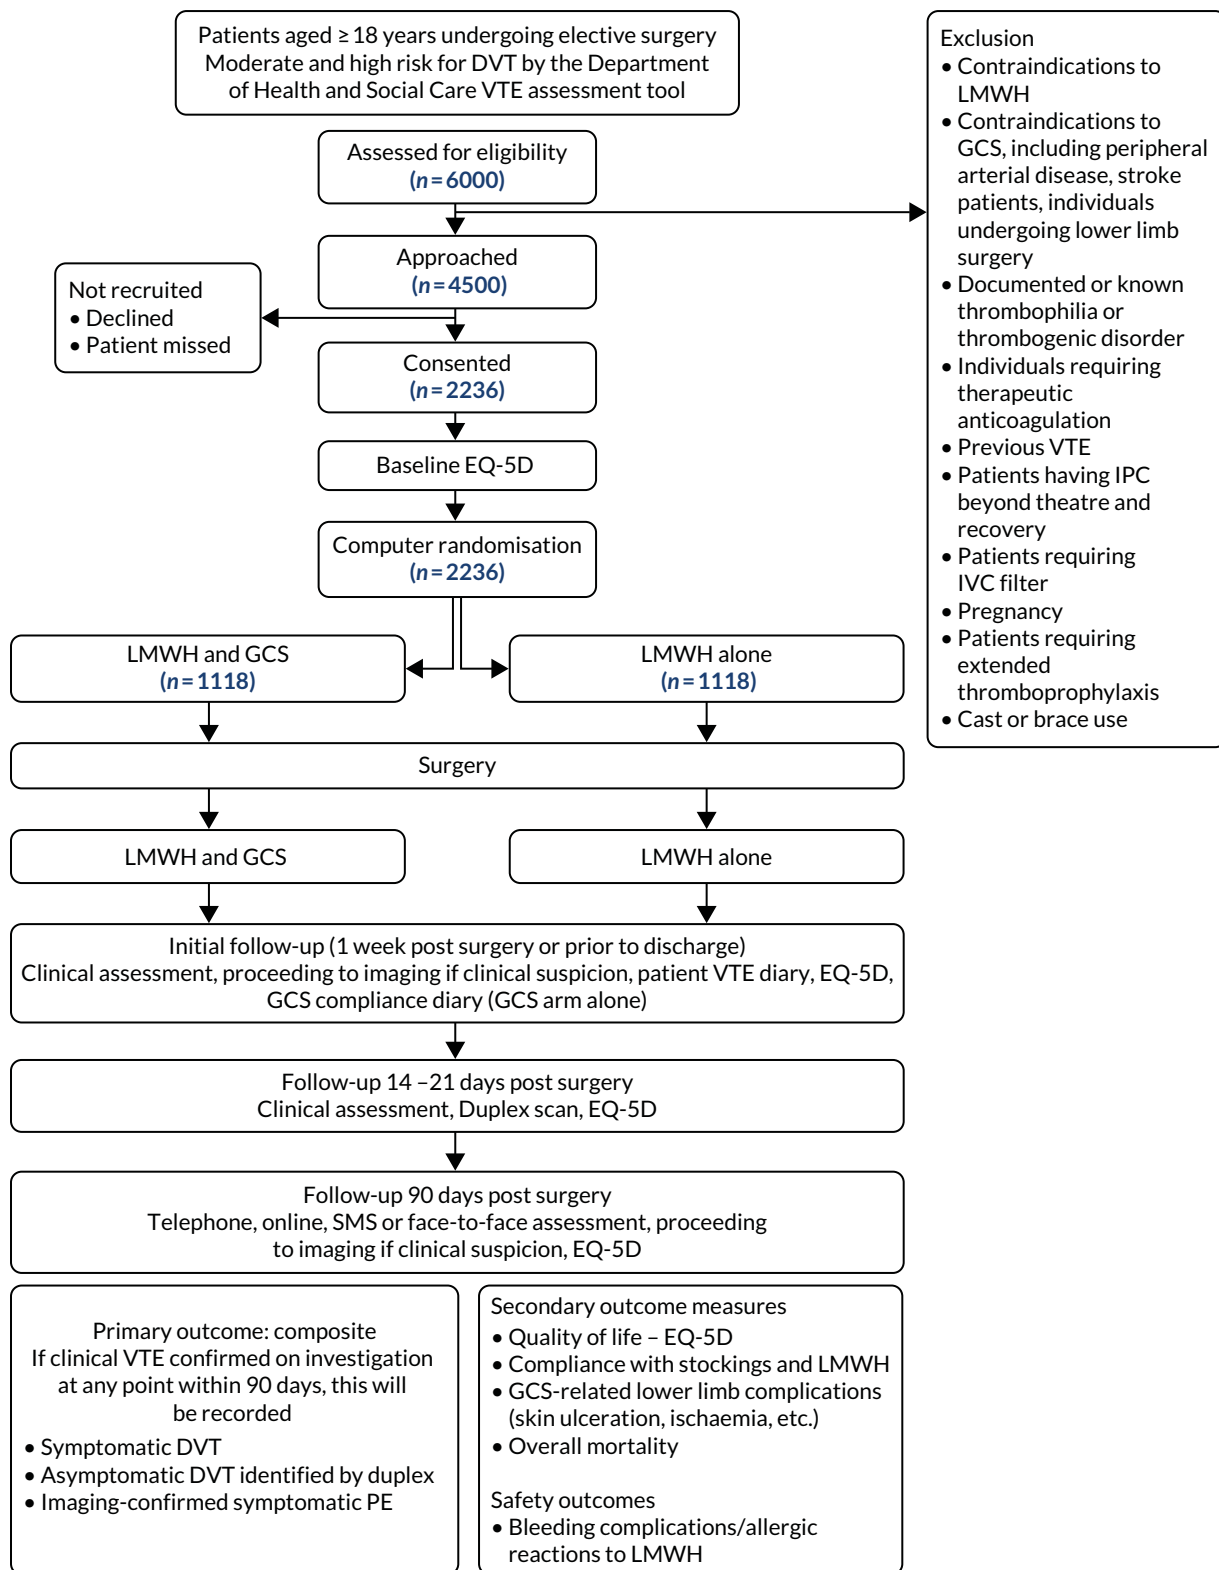 Patients aged ≥ 18 years undergoing elective surgery
Moderate and high risk for DVT by the Department
of Health and Social Care VTE assessment tool
Assessed for eligibility
(n = 6000)
Exclusion
• Contraindications to
LMWH
• Contraindications to
GCS, including peripheral
arterial disease, stroke
patients, individuals
undergoing lower limb
surgery
• Documented or known
thrombophilia or
thrombogenic disorder
• Individuals requiring
therapeutic
anticoagulation
• Previous VTE
• Patients having IPC
beyond theatre and
recovery
• Patients requiring
IVC filter
• Pregnancy
• Patients requiring
extended
thromboprophylaxis
• Cast or brace use
Approached
(n = 4500)
Not recruited
• Declined
• Patient missed
Consented
(n = 2236)
Baseline EQ-5D
Computer randomisation
(n = 2236)
LMWH and GCS
(n = 1118)
LMWH alone
(n = 1118)
Surgery
LMWH and GCS
LMWH alone
Initial follow-up (1 week post surgery or prior to discharge)
Clinical assessment, proceeding to imaging if clinical suspicion, patient VTE diary, EQ-5D,
GCS compliance diary (GCS arm alone)
Follow-up 14 –21 days post surgery
Clinical assessment, Duplex scan, EQ-5D
Follow-up 90 days post surgery
Telephone, online, SMS or face-to-face assessment, proceeding
to imaging if clinical suspicion, EQ-5D
Primary outcome: composite
If clinical VTE confirmed on investigation
at any point within 90 days, this will
be recorded
• Symptomatic DVT
• Asymptomatic DVT identified by duplex
• Imaging-confirmed symptomatic PE
Secondary outcome measures
• Quality of life – EQ-5D
• Compliance with stockings and LMWH
• GCS-related lower limb complications
(skin ulceration, ischaemia, etc.)
• Overall mortality
Safety outcomes
• Bleeding complications/allergic
reactions to LMWH